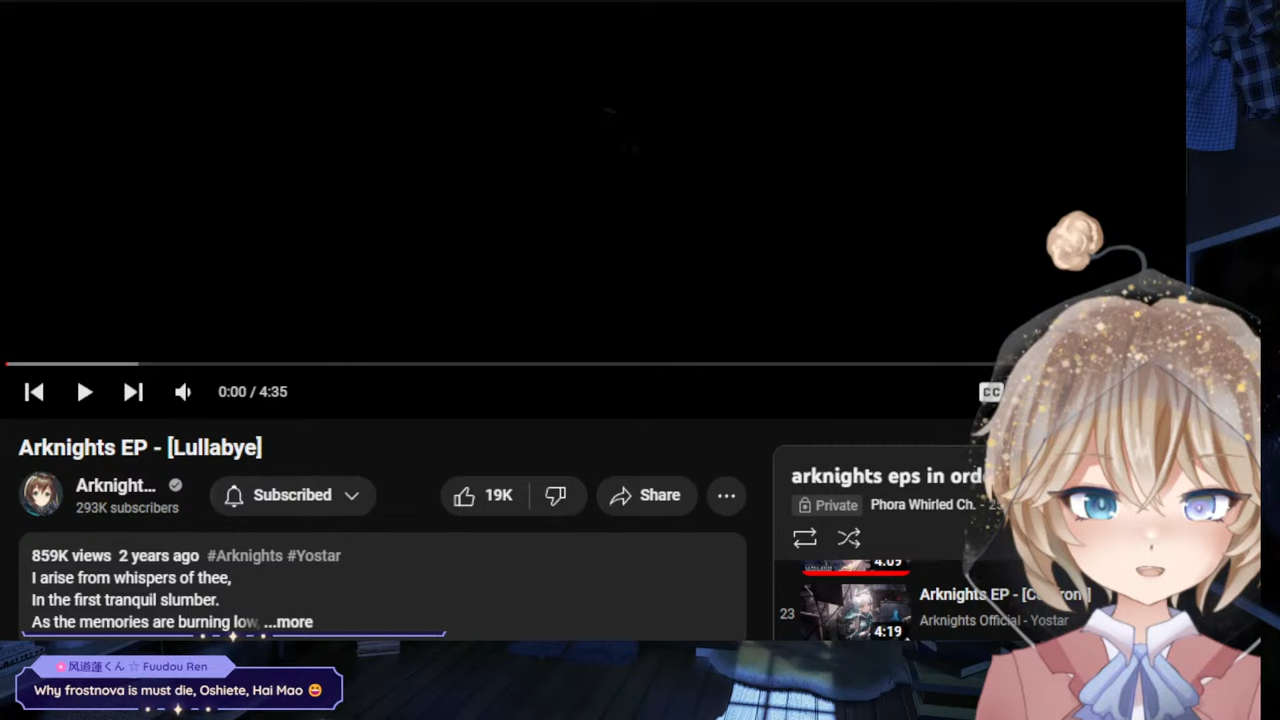 0:00 / 4:35
CC
Arknights EP - [Lullabye]
Arknight...
293K subscribers
Subscribed
19K
Share
859K views 2 years ago #Arknights #Yostar
I arise from whispers of thee,
In the first tranquil slumber.
As the memories are burning low, ...more
arknights eps in ord
Private Phora Whirled Ch. -
4:09
23
4:19
Arknights EP -
Arknights Official - Yostar
风道蓮くん ☆ Fuudou Ren
Why frostnova is must die, Oshiete, Hai Mao 😄